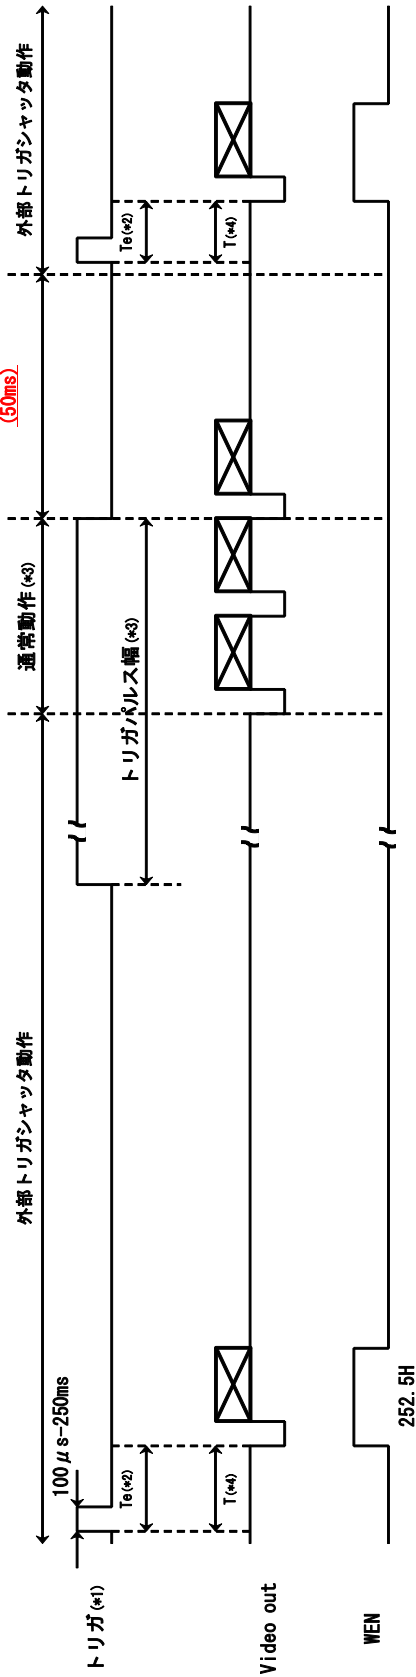 外部トリガシャッタ動作
通常動作(*3)
(50ms)
外部トリガシャッタ動作
トリガ(*1)
100μs-250ms
Te(*2)
トリガパルス幅(*3)
Te(*2)
T(*4)
T(*4)
Video out
WEN
252.5H